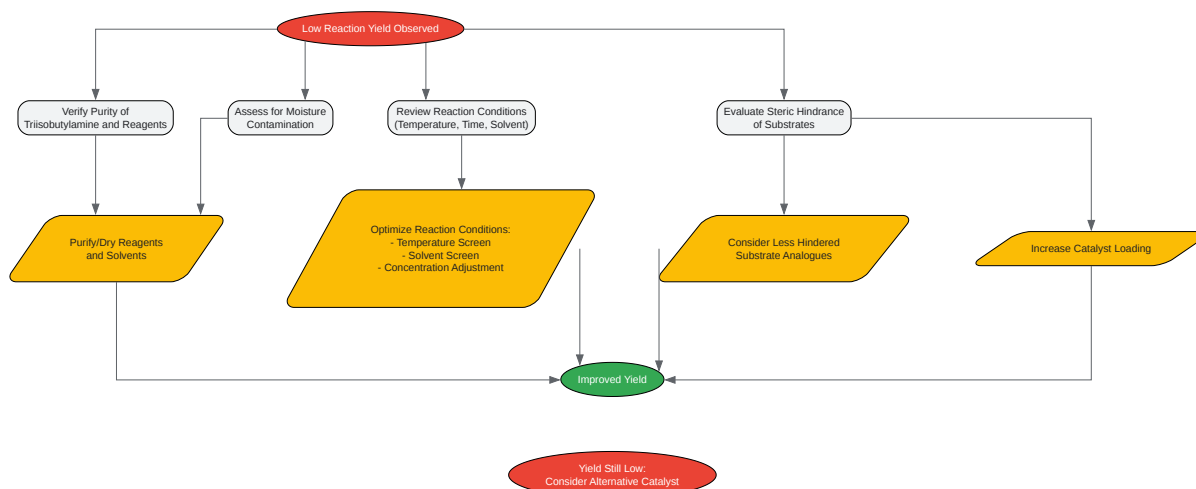 Low Reaction Yield Observed
Verify Purity of
Triisobutylamine and Reagents
Assess for Moisture
Contamination
Review Reaction Conditions
(Temperature, Time, Solvent)
Evaluate Steric Hindrance
of Substrates
Purify/Dry Reagents
and Solvents
Optimize Reaction Conditions:
- Temperature Screen
- Solvent Screen
- Concentration Adjustment
Consider Less Hindered
Substrate Analogues
Increase Catalyst Loading
Improved Yield
Yield Still Low:
Consider Alternative Catalyst